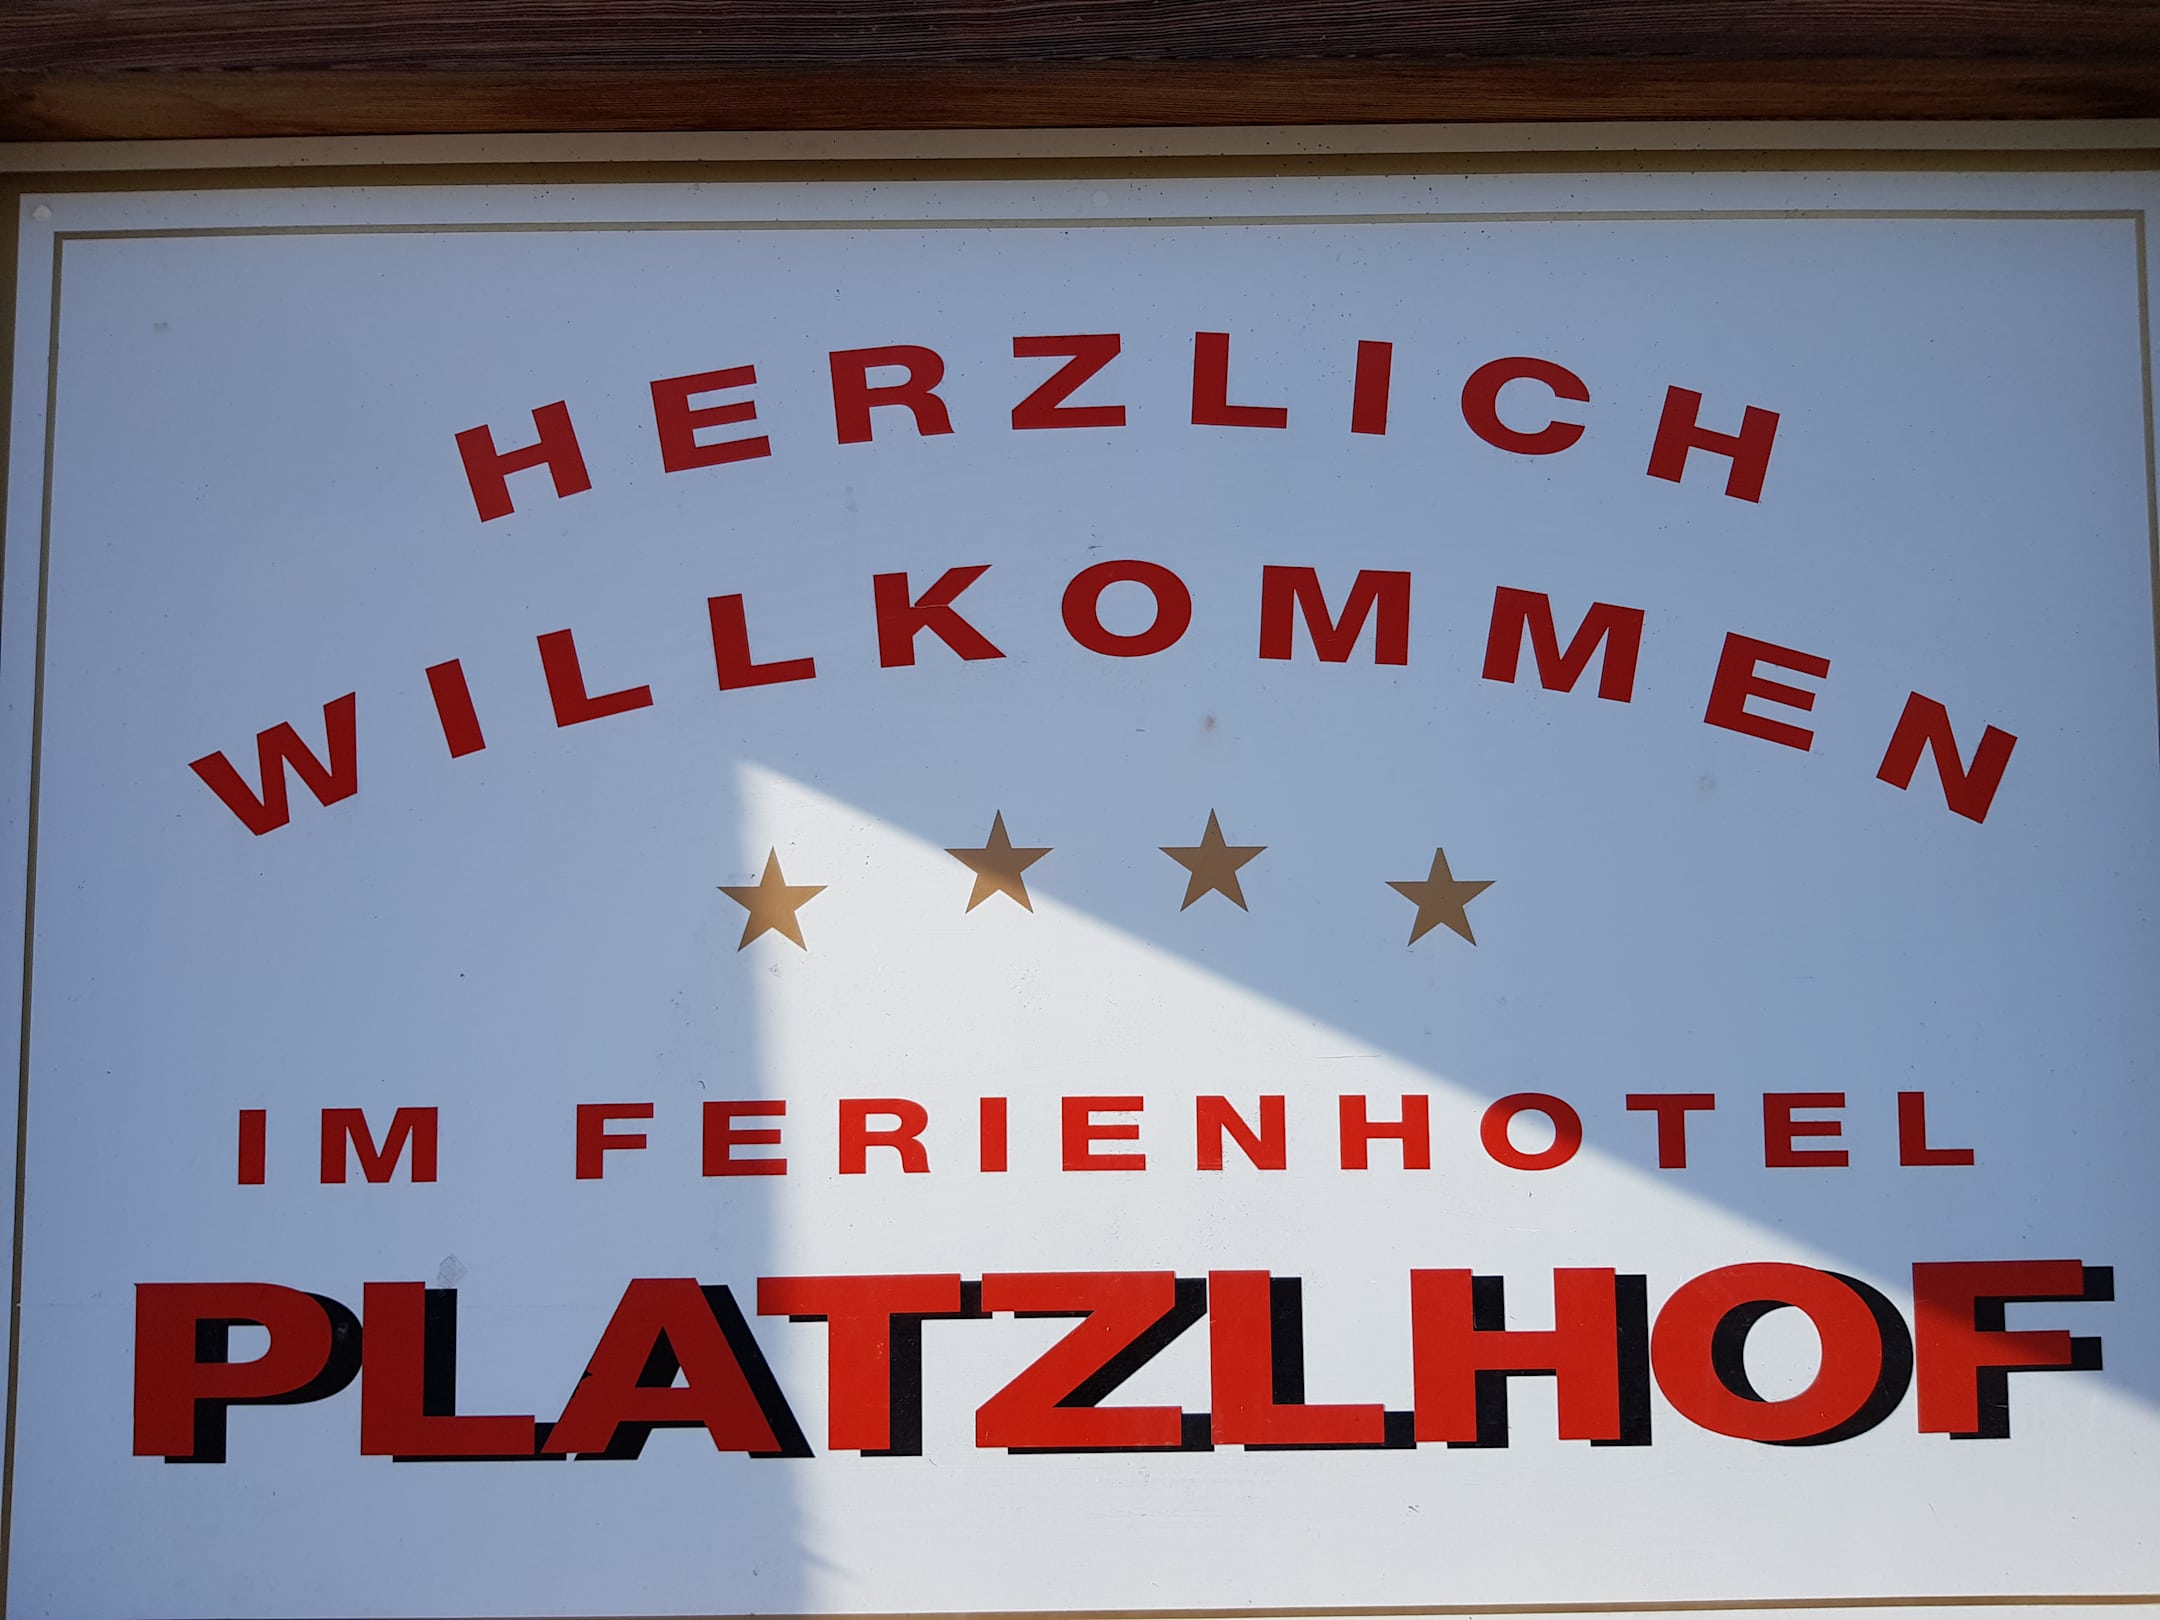 HERZLICH
WILLKOMMEN
IM FERIENHOTEL
PLATZLHOF